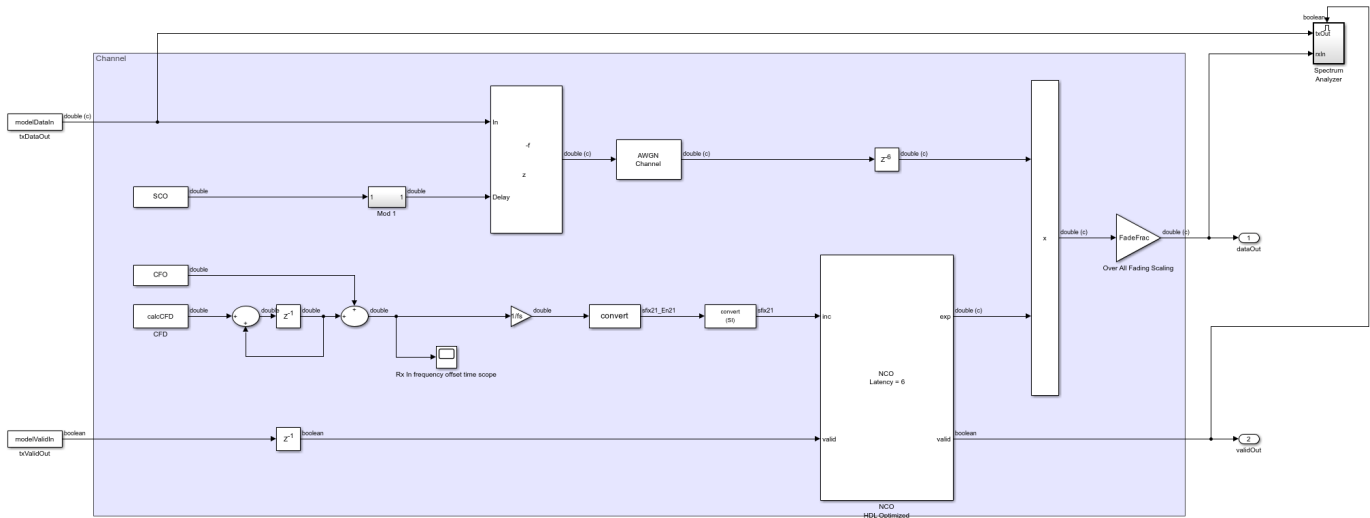 boolean
txOut
rxIn
Spectrum
Analyzer
Channel
modelDataIn
double (c)
txDataOut
In
-ℓ
z
Delay
double (c)
AWGN
Channel
double (c)
z-6
double (c)
SCO
double
1 1
double
Mod 1
x
double (c)
FadeFrac
double (c)
Over All Fading Scaling
1
dataOut
CFO
double
calcCFD
double
CFD
+
+
double
z-1
double
+
+
double
1/fs
double
convert
sfix21_En21
convert
(SI)
sfix21
Rx In frequency offset time scope
inc
exp
double (c)
NCO
Latency = 6
valid
valid
boolean
NCO
HDL Optimized
modelValidIn
boolean
txValidOut
z-1
boolean
2
validOut